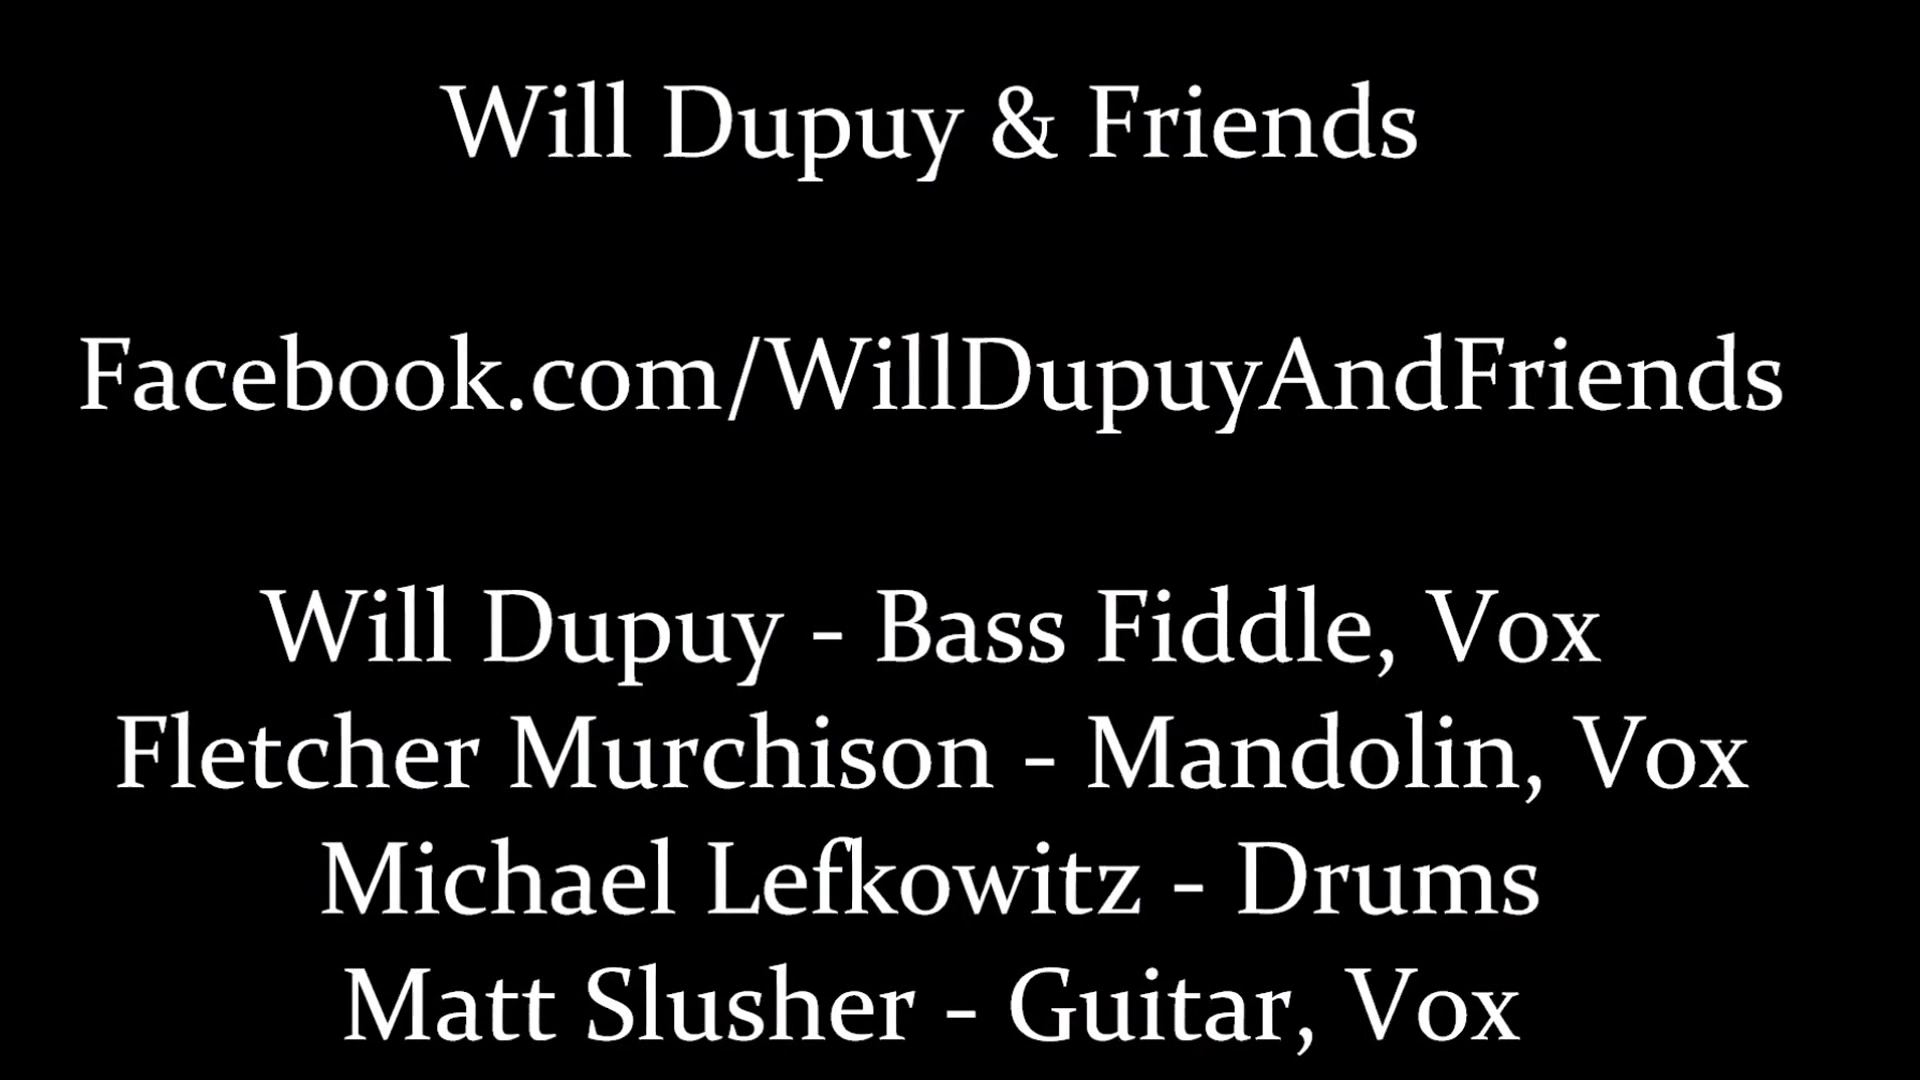 Will Dupuy & Friends
Facebook.com/WillDupuyAndFriends
Will Dupuy - Bass Fiddle, Vox
Fletcher Murchison - Mandolin, Vox
Michael Lefkowitz - Drums
Matt Slusher - Guitar, Vox